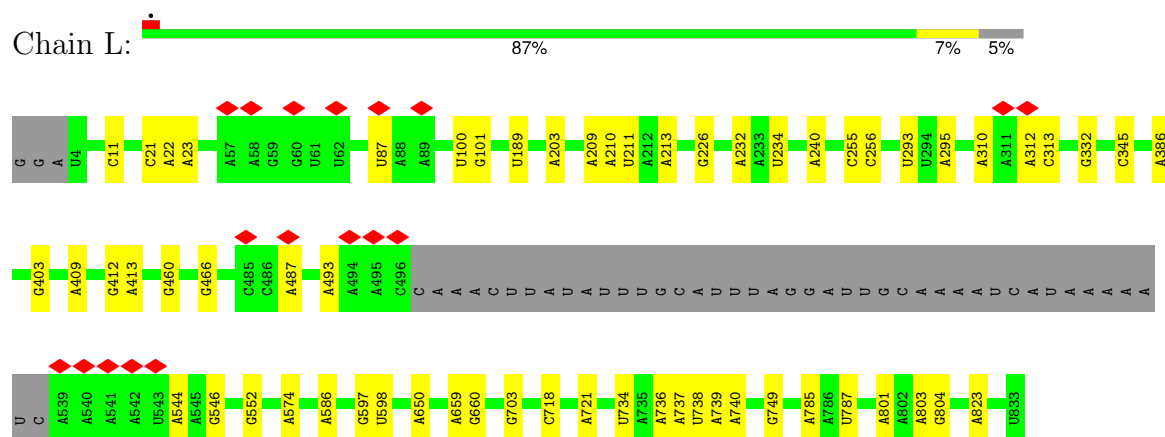 Chain L:
87% 7% 5%
G G A U4 C11 C21 A22 A23 A57 A58 G59 G60 U61 U62 U87 A88 A89 U100 G101 U189 A203 A209 A210 U211 A212 A213 G226 A232 A233 U234 A240 C255 C256 U293 U294 A295 A310 A311 A312 C313 G332 C345 A386
G403 A409 G412 A413 G460 G466 C485 C486 A487 A493 A494 A495 C496 C A A A C U U A U A U U U G C A U U U A G G A U U G C A A A A U C A U A A A A A
U C A539 A540 A541 A542 U543 A544 A545 G546 G552 A574 A586 G597 U598 A650 A659 G660 G703 C718 A721 U734 A735 A736 A737 U738 A739 A740 G749 A785 A786 U787 A801 A802 A803 G804 A823 U833